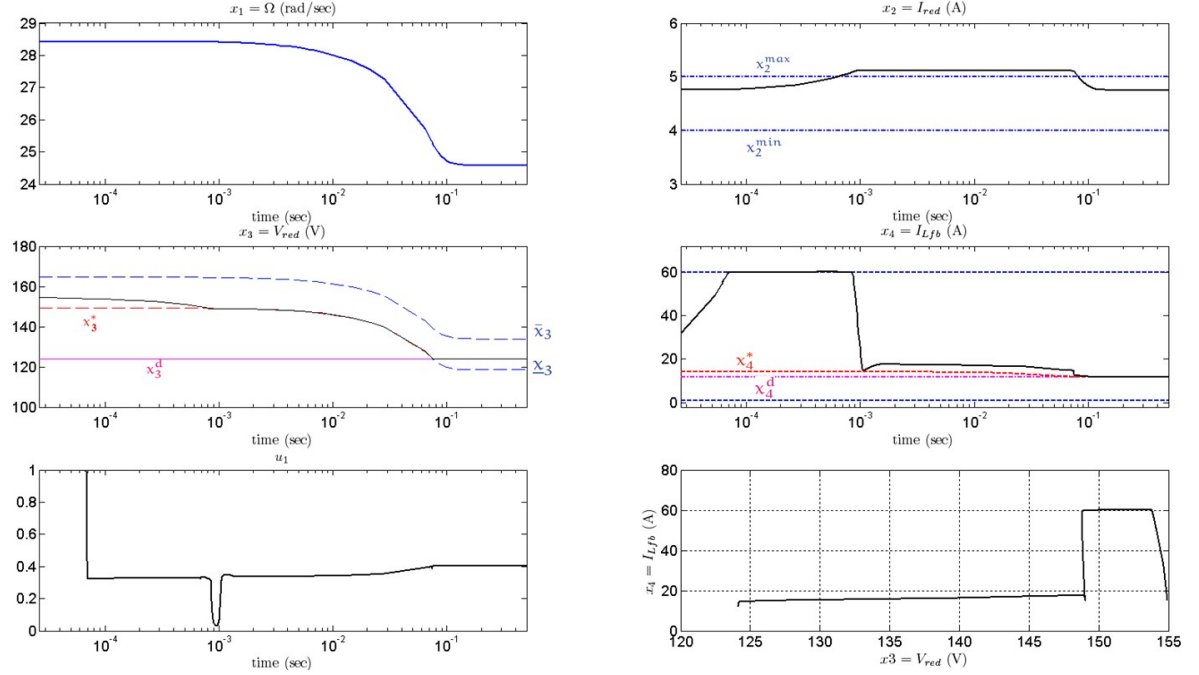 x₁ = Ω (rad/sec)
29
28
27
26
25
24
10⁻⁴ 10⁻³ 10⁻² 10⁻¹
time (sec)
x₂ = I_red (A)
6
5
4
3
x₂^max
x₂^min
10⁻⁴ 10⁻³ 10⁻² 10⁻¹
time (sec)
x₃ = V_red (V)
180
160
140
120
100
x₃*
x₃^d
x̄₃
x̲₃
10⁻⁴ 10⁻³ 10⁻² 10⁻¹
time (sec)
x₄ = I_Lfb (A)
60
40
20
0
x₄*
x₄^d
10⁻⁴ 10⁻³ 10⁻² 10⁻¹
time (sec)
u₁
1
0.8
0.6
0.4
0.2
0
10⁻⁴ 10⁻³ 10⁻² 10⁻¹
time (sec)
x₄ = I_Lfb (A)
80
60
40
20
0
120 125 130 135 140 145 150 155
x3 = V_red (V)